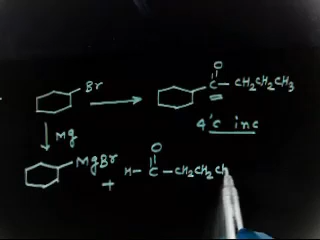 Br
O
C - CH2CH2CH3
4°C inc
Mg
MgBr
+
O
H - C - CH2CH2CH